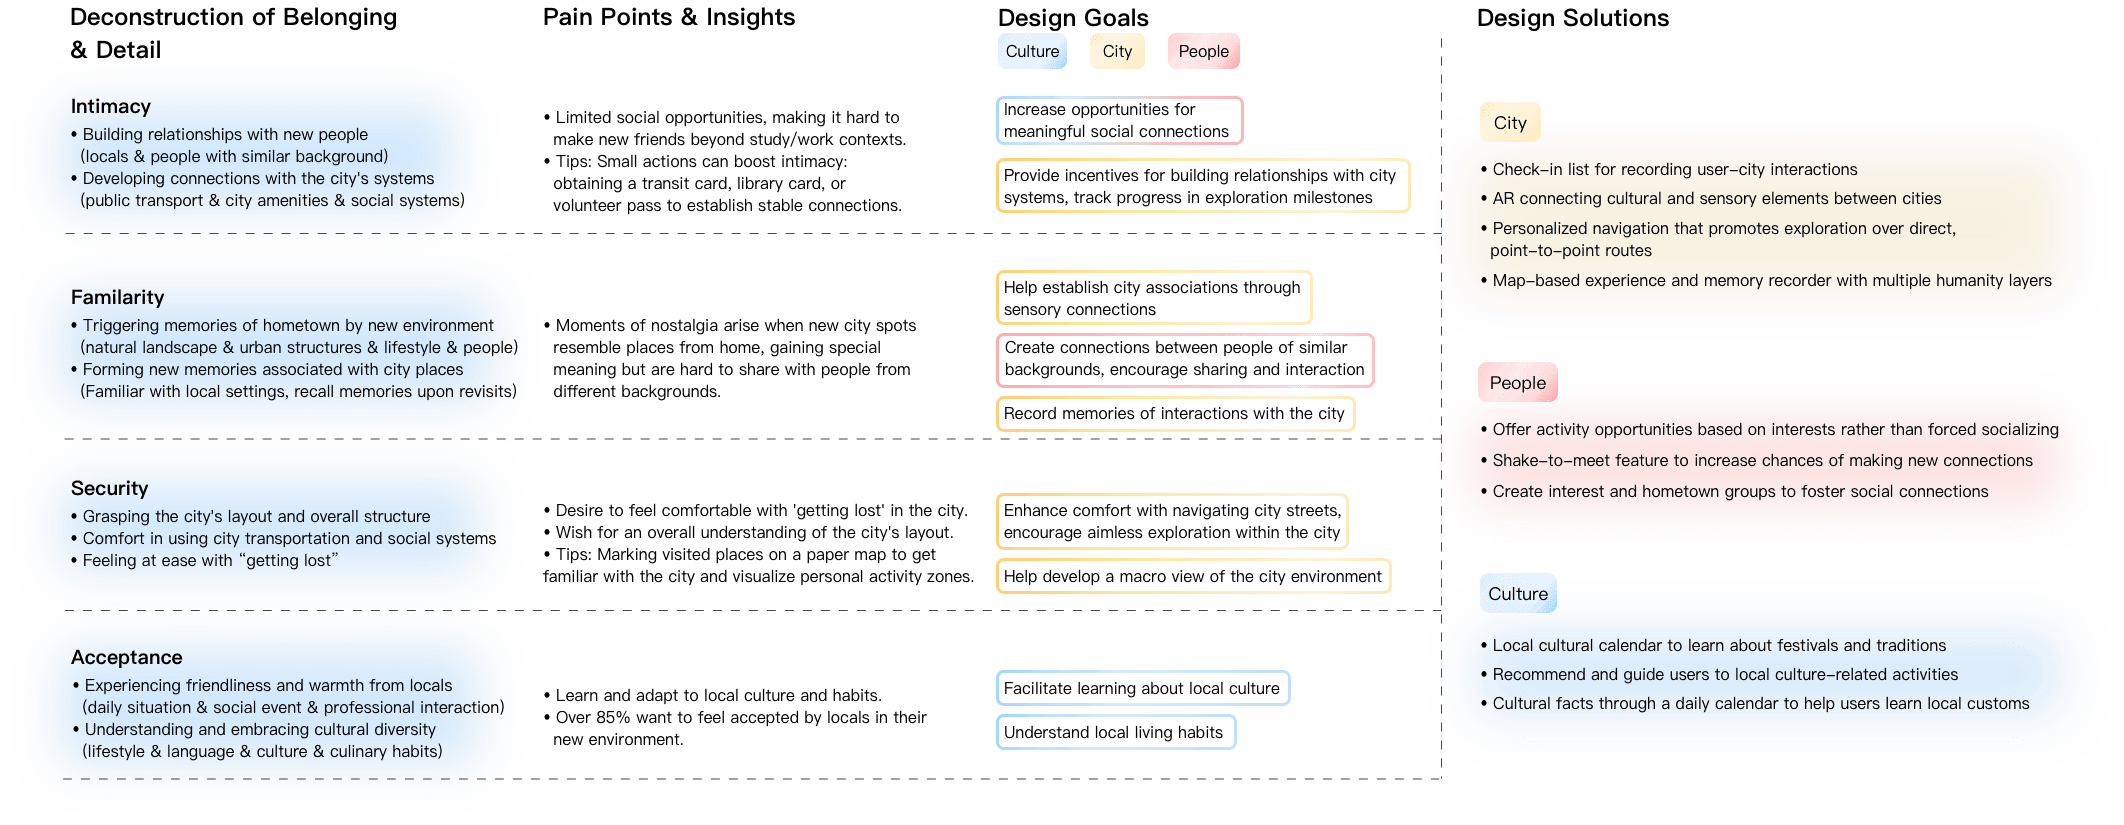 Deconstruction of Belonging
& Detail
Pain Points & Insights
Design Goals
Culture
City
People
Design Solutions
Intimacy
• Building relationships with new people
(locals & people with similar background)
• Developing connections with the city's systems
(public transport & city amenities & social systems)
• Limited social opportunities, making it hard to
make new friends beyond study/work contexts.
• Tips: Small actions can boost intimacy:
obtaining a transit card, library card, or
volunteer pass to establish stable connections.
Increase opportunities for
meaningful social connections
Provide incentives for building relationships with city
systems, track progress in exploration milestones
Familarity
• Triggering memories of hometown by new environment
(natural landscape & urban structures & lifestyle & people)
• Forming new memories associated with city places
(Familiar with local settings, recall memories upon revisits)
• Moments of nostalgia arise when new city spots
resemble places from home, gaining special
meaning but are hard to share with people from
different backgrounds.
Help establish city associations through
sensory connections
Create connections between people of similar
backgrounds, encourage sharing and interaction
Record memories of interactions with the city
Security
• Grasping the city's layout and overall structure
• Comfort in using city transportation and social systems
• Feeling at ease with “getting lost”
• Desire to feel comfortable with 'getting lost' in the city.
• Wish for an overall understanding of the city's layout.
• Tips: Marking visited places on a paper map to get
familiar with the city and visualize personal activity zones.
Enhance comfort with navigating city streets,
encourage aimless exploration within the city
Help develop a macro view of the city environment
Acceptance
• Experiencing friendliness and warmth from locals
(daily situation & social event & professional interaction)
• Understanding and embracing cultural diversity
(lifestyle & language & culture & culinary habits)
• Learn and adapt to local culture and habits.
• Over 85% want to feel accepted by locals in their
new environment.
Facilitate learning about local culture
Understand local living habits
City
• Check-in list for recording user-city interactions
• AR connecting cultural and sensory elements between cities
• Personalized navigation that promotes exploration over direct,
point-to-point routes
• Map-based experience and memory recorder with multiple humanity layers
People
• Offer activity opportunities based on interests rather than forced socializing
• Shake-to-meet feature to increase chances of making new connections
• Create interest and hometown groups to foster social connections
Culture
• Local cultural calendar to learn about festivals and traditions
• Recommend and guide users to local culture-related activities
• Cultural facts through a daily calendar to help users learn local customs